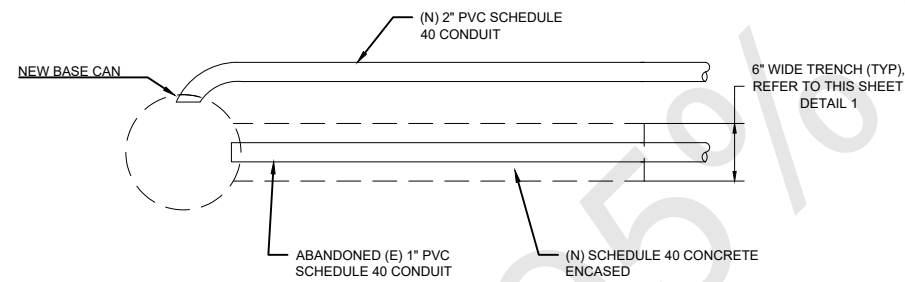 (N) 2" PVC SCHEDULE
40 CONDUIT
NEW BASE CAN
6" WIDE TRENCH (TYP),
REFER TO THIS SHEET
DETAIL 1
ABANDONED (E) 1" PVC
SCHEDULE 40 CONDUIT
(N) SCHEDULE 40 CONCRETE
ENCASED
95%